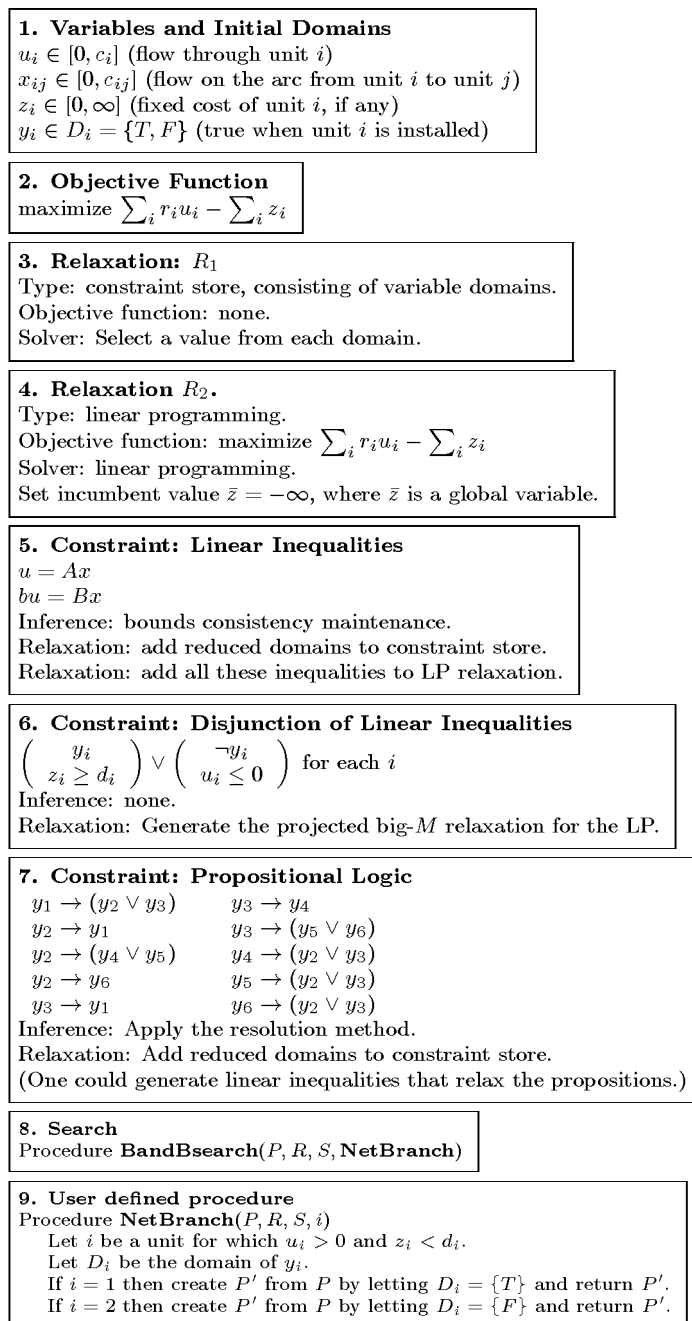 1. Variables and Initial Domains
u_i ∈ [0, c_i] (flow through unit i)
x_{ij} ∈ [0, c_{ij}] (flow on the arc from unit i to unit j)
z_i ∈ [0, ∞] (fixed cost of unit i, if any)
y_i ∈ D_i = {T, F} (true when unit i is installed)
2. Objective Function
maximize ∑_i r_i u_i − ∑_i z_i
3. Relaxation: R_1
Type: constraint store, consisting of variable domains.
Objective function: none.
Solver: Select a value from each domain.
4. Relaxation R_2.
Type: linear programming.
Objective function: maximize ∑_i r_i u_i − ∑_i z_i
Solver: linear programming.
Set incumbent value z̄ = −∞, where z̄ is a global variable.
5. Constraint: Linear Inequalities
u = Ax
bu = Bx
Inference: bounds consistency maintenance.
Relaxation: add reduced domains to constraint store.
Relaxation: add all these inequalities to LP relaxation.
6. Constraint: Disjunction of Linear Inequalities
( y_i z_i ≥ d_i ) ∨ ( ¬y_i u_i ≤ 0 ) for each i
Inference: none.
Relaxation: Generate the projected big-M relaxation for the LP.
7. Constraint: Propositional Logic
y_1 → (y_2 ∨ y_3) y_3 → y_4
y_2 → y_1 y_3 → (y_5 ∨ y_6)
y_2 → (y_4 ∨ y_5) y_4 → (y_2 ∨ y_3)
y_2 → y_6 y_5 → (y_2 ∨ y_3)
y_3 → y_1 y_6 → (y_2 ∨ y_3)
Inference: Apply the resolution method.
Relaxation: Add reduced domains to constraint store.
(One could generate linear inequalities that relax the propositions.)
8. Search
Procedure BandBsearch(P, R, S, NetBranch)
9. User defined procedure
Procedure NetBranch(P, R, S, i)
Let i be a unit for which u_i > 0 and z_i < d_i.
Let D_i be the domain of y_i.
If i = 1 then create P′ from P by letting D_i = {T} and return P′.
If i = 2 then create P′ from P by letting D_i = {F} and return P′.